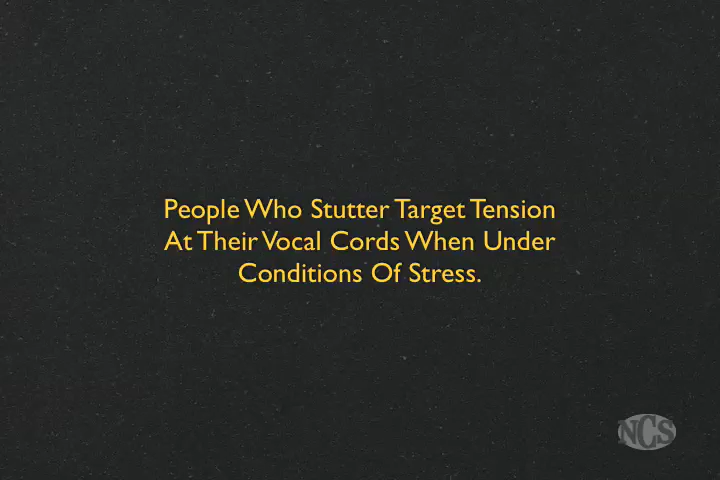 People Who Stutter Target Tension
At Their Vocal Cords When Under
Conditions Of Stress.
NCS